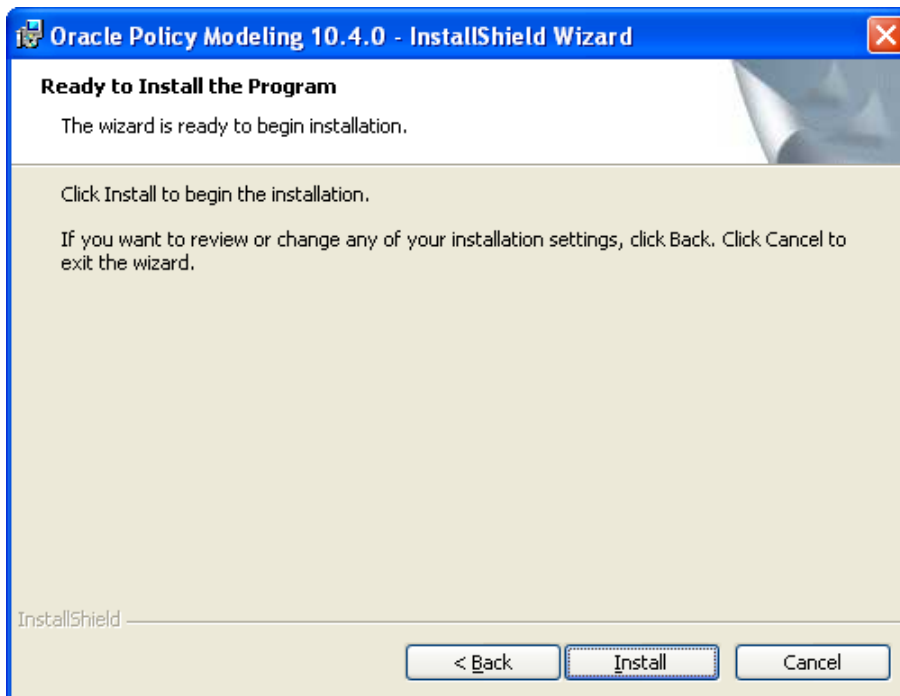 Oracle Policy Modeling 10.4.0 - InstallShield Wizard
Ready to Install the Program
The wizard is ready to begin installation.
Click Install to begin the installation.
If you want to review or change any of your installation settings, click Back. Click Cancel to
exit the wizard.
InstallShield
< Back
Install
Cancel